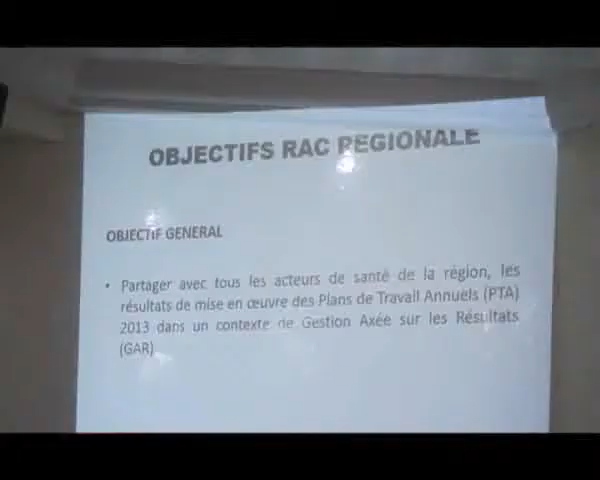 OBJECTIFS RAC REGIONALE
OBJECTIF GENERAL
• Partager avec tous les acteurs de santé de la région, les
résultats de mise en œuvre des Plans de Travail Annuels (PTA)
2013 dans un contexte de Gestion Axée sur les Résultats
(GAR)